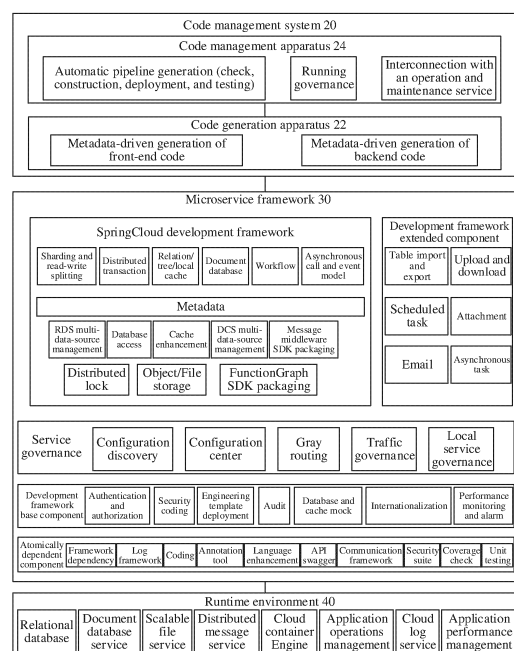 Code management system 20
Code management apparatus 24
Automatic pipeline generation (check,
construction, deployment, and testing)
Running
governance
Interconnection with
an operation and
maintenance service
Code generation apparatus 22
Metadata-driven generation of
front-end code
Metadata-driven generation of
backend code
Microservice framework 30
SpringCloud development framework
Sharding and
read-write
splitting
Distributed
transaction
Relation/
tree/local
cache
Document
database
Workflow
Asynchronous
call and event
model
Metadata
RDS multi-
data-source
management
Database
access
Cache
enhancement
DCS multi-
data-source
management
Message
middleware
SDK packaging
Distributed
lock
Object/File
storage
FunctionGraph
SDK packaging
Development framework
extended component
Table import
and
export
Upload and
download
Scheduled
task
Attachment
Email
Asynchronous
task
Service
governance
Configuration
discovery
Configuration
center
Gray
routing
Traffic
governance
Local
service
governance
Development
framework
base component
Authentication
and
authorization
Security
coding
Engineering
template
deployment
Audit
Database and
cache mock
Internationalization
Performance
monitoring
and alarm
Atomically
dependent
component
Framework
dependency
Log
framework
Coding
Annotation
tool
Language
enhancement
API
swagger
Communication
framework
Security
suite
Coverage
check
Unit
testing
Runtime environment 40
Relational
database
Document
database
service
Scalable
file
service
Distributed
message
service
Cloud
container
Engine
Application
operations
management
Cloud
log
service
Application
performance
management